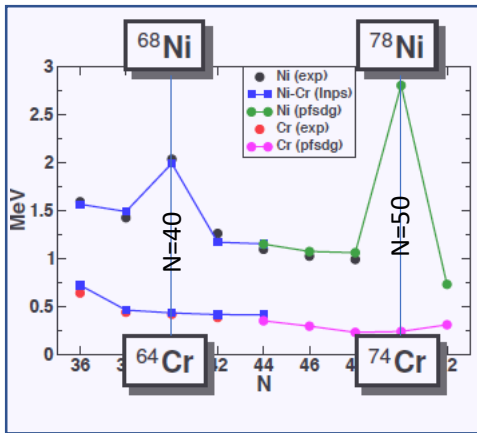 68Ni
78Ni
3
2.5
2
1.5
1
0.5
0
MeV
Ni (exp)
Ni-Cr (lnps)
Ni (pfsdg)
Cr (exp)
Cr (pfsdg)
N=40
N=50
64Cr
74Cr
36
44
46
N